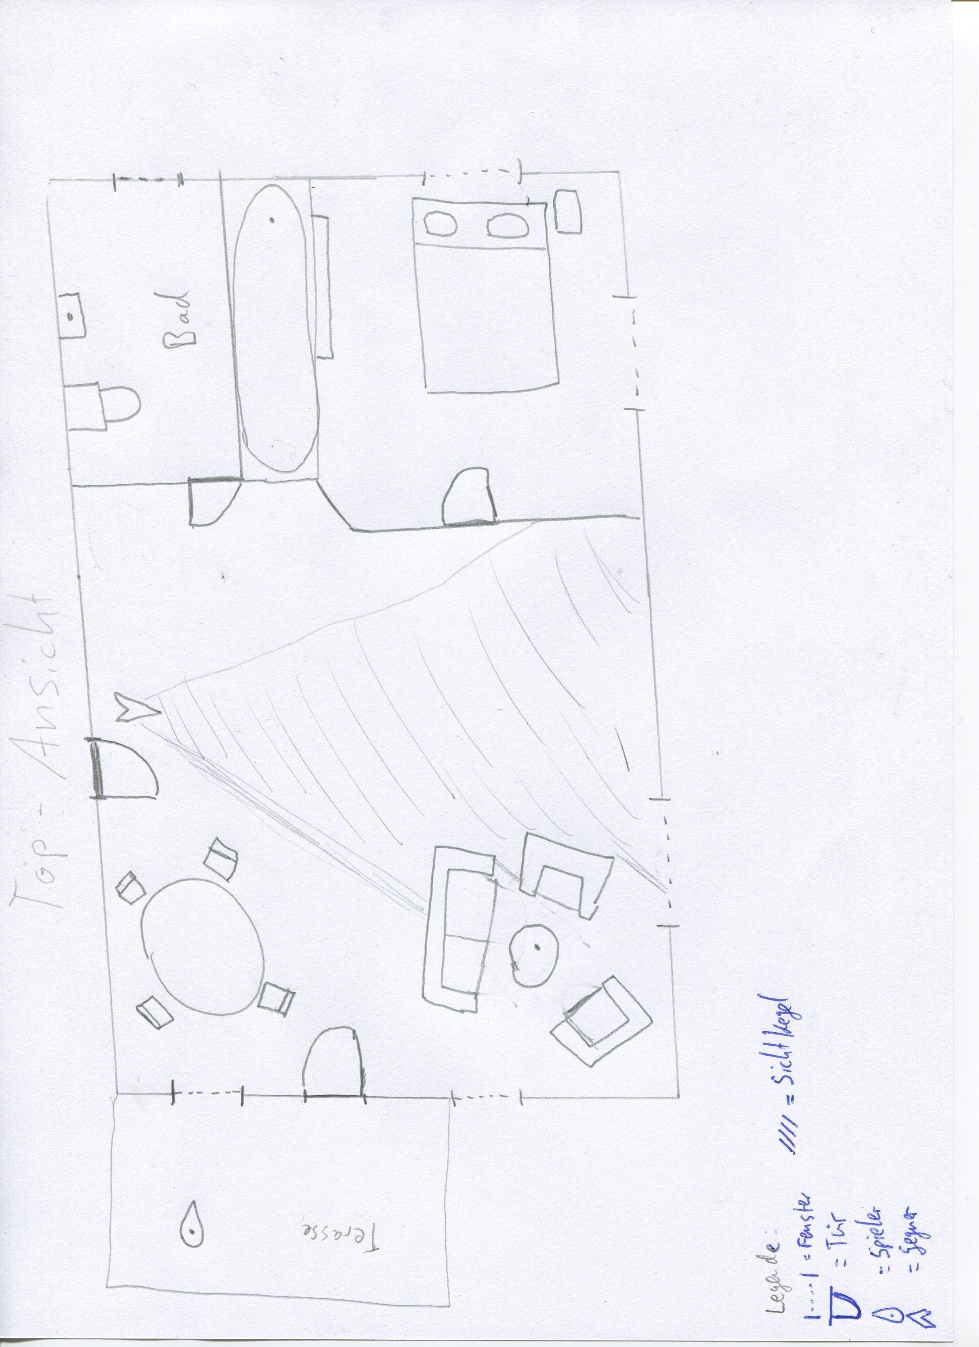 Top-Ansicht
Bad
Terasse
Legende:
= Fenster
= Tür
= Spieler
= Gegner
//// = Sichtkegel